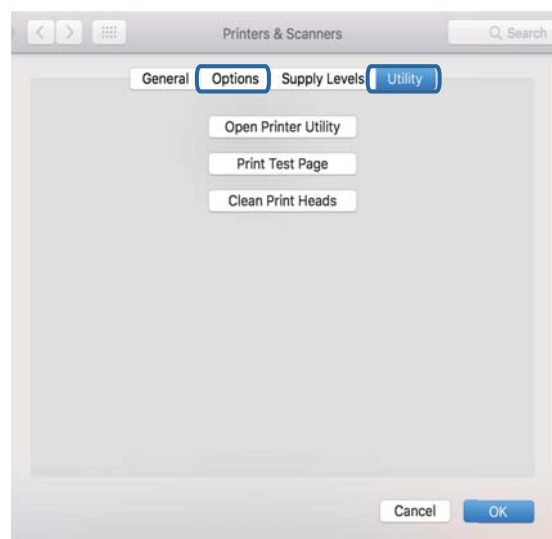 Printers & Scanners Search
General Options Supply Levels Utility
Open Printer Utility
Print Test Page
Clean Print Heads
Cancel OK